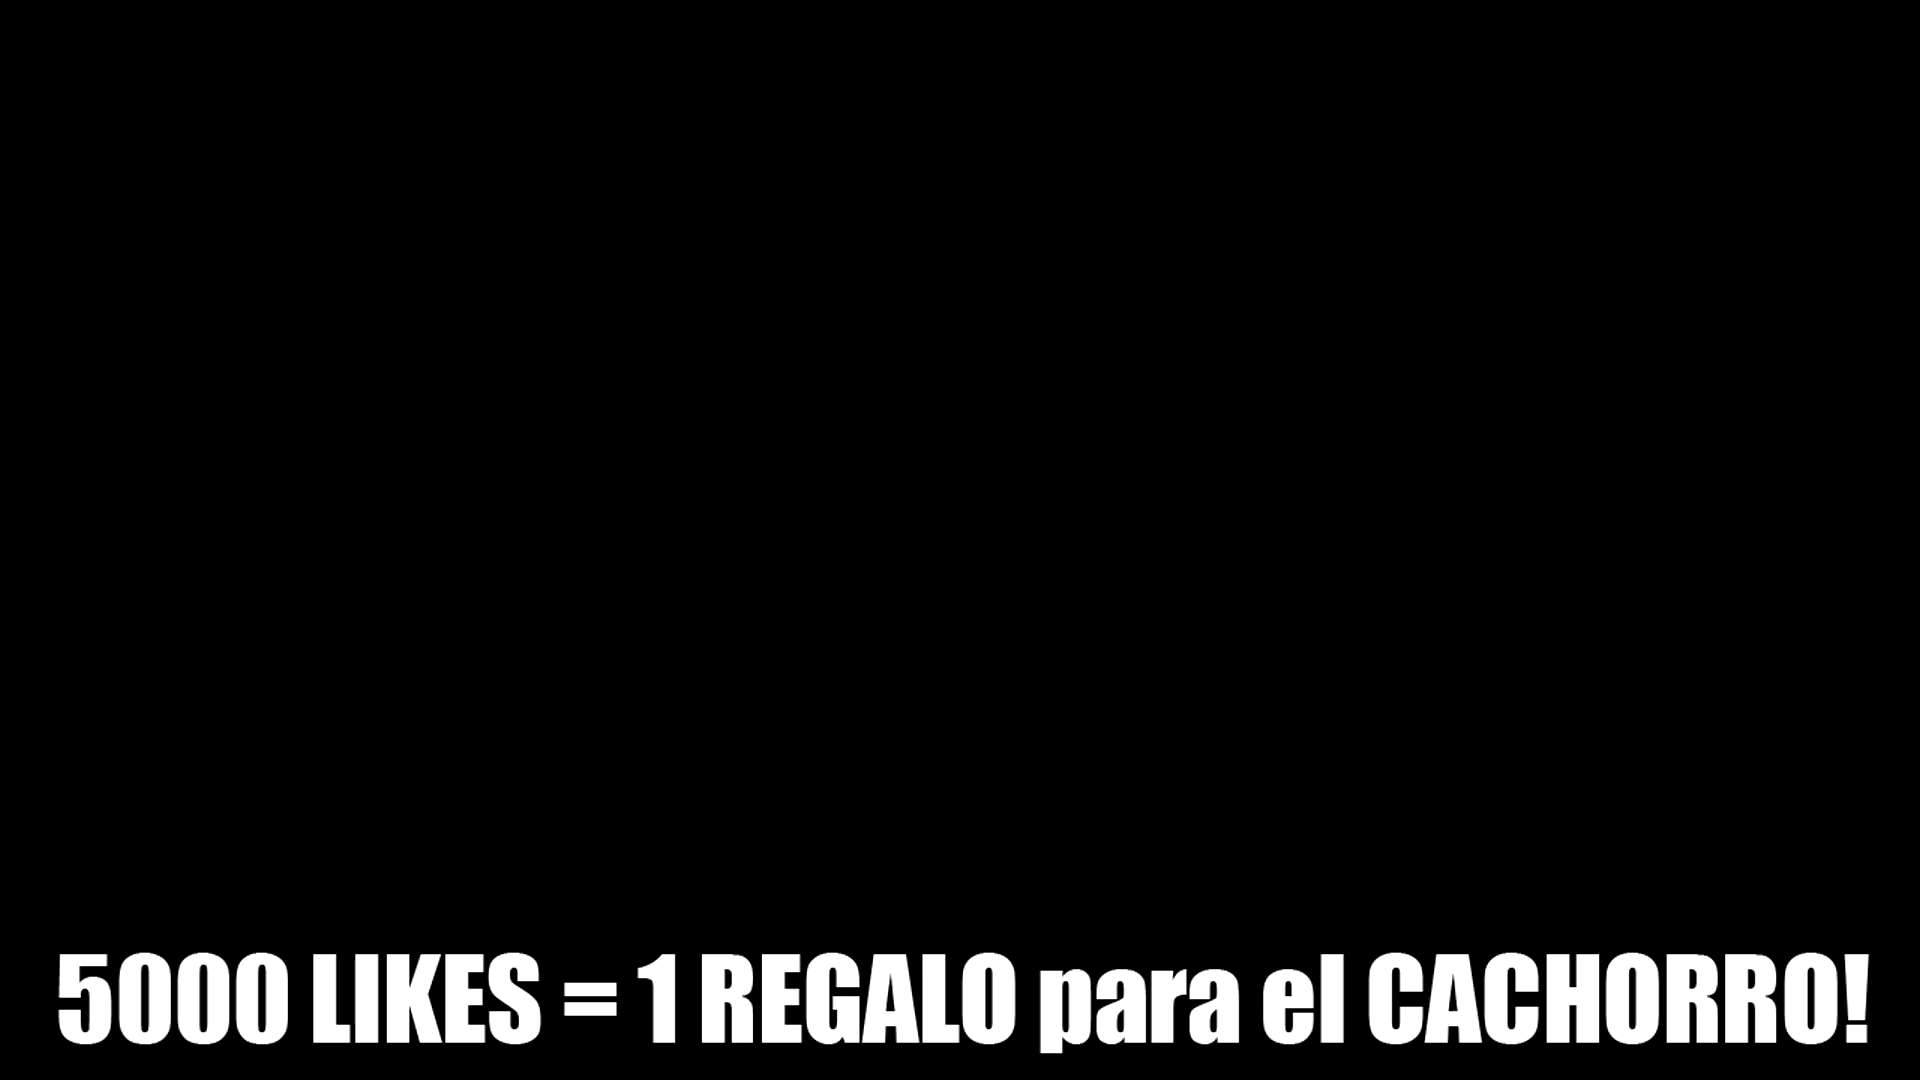 5000 LIKES = 1 REGALO para el CACHORRO!